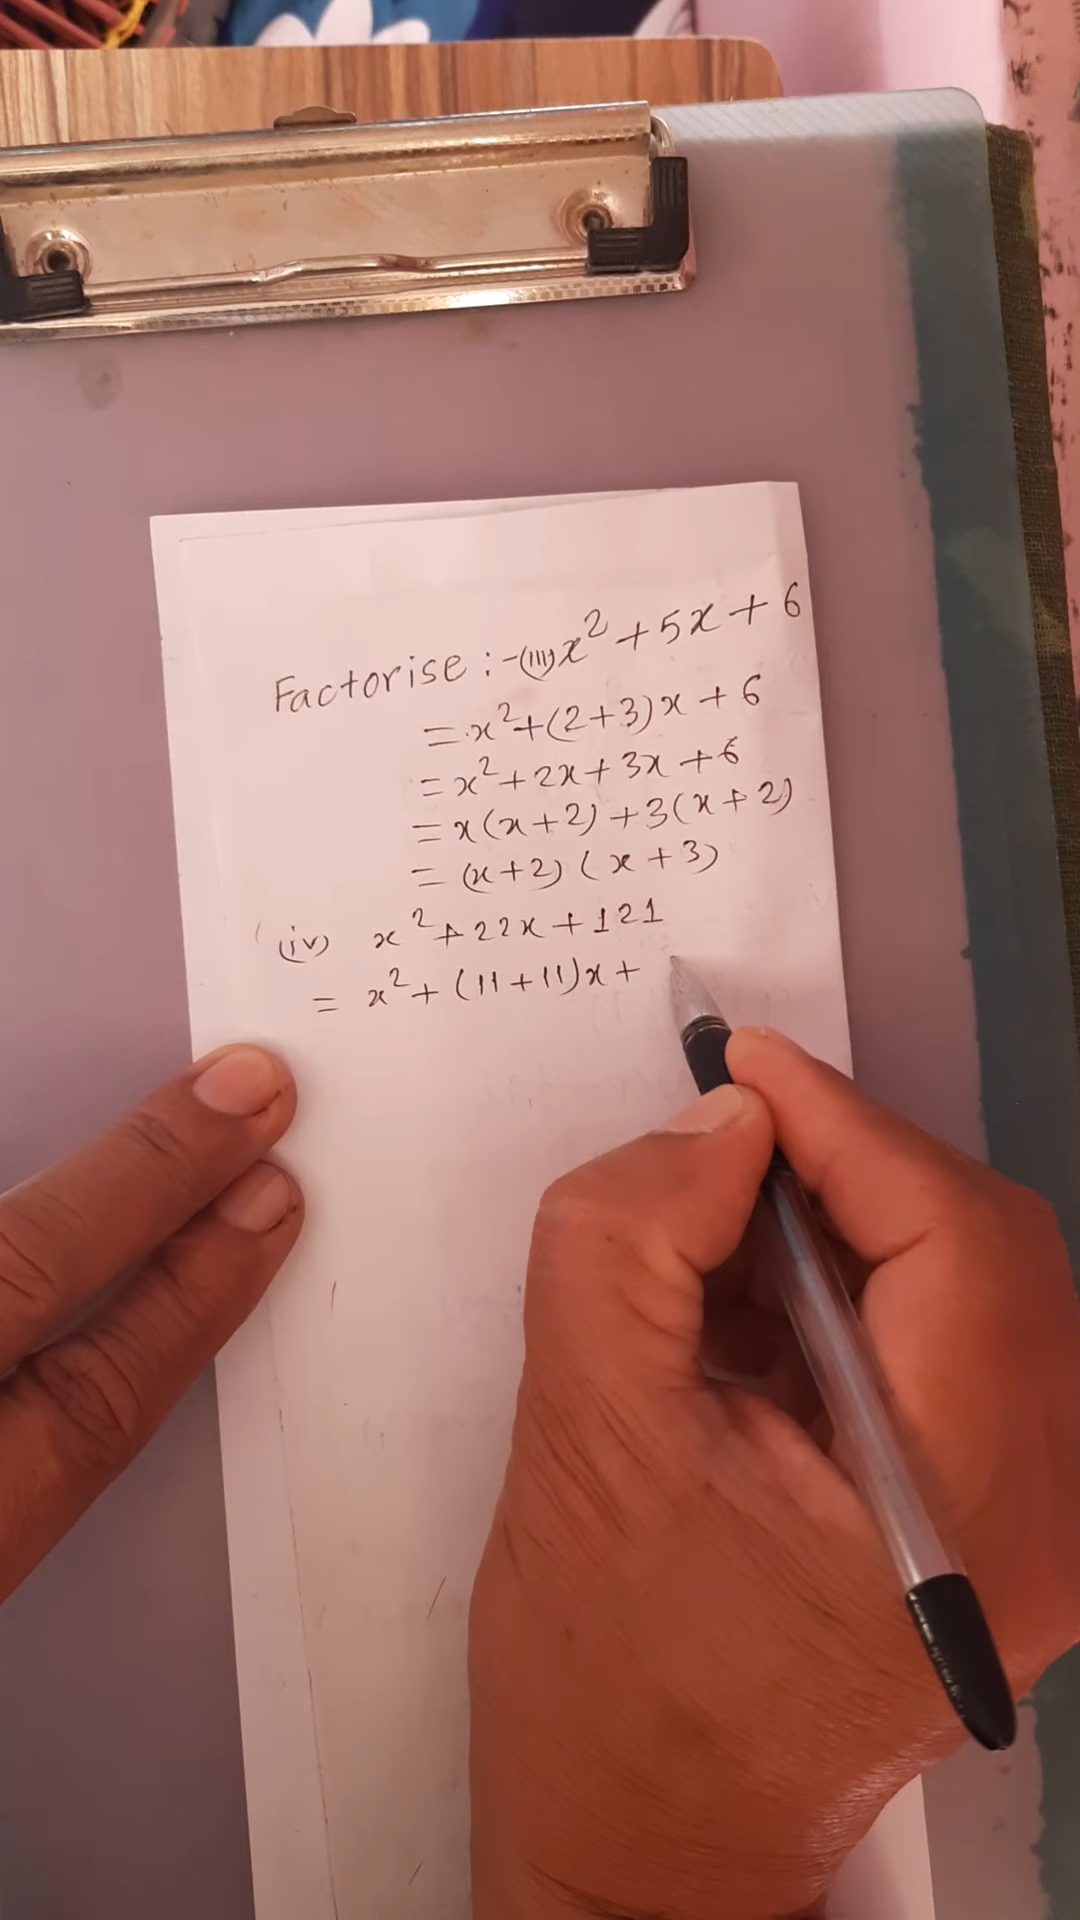 Factorise :- (iii) x² + 5x + 6
= x² + (2+3)x + 6
= x² + 2x + 3x + 6
= x(x+2) + 3(x+2)
= (x+2) (x+3)
(iv) x² + 22x + 121
= x² + (11+11)x +